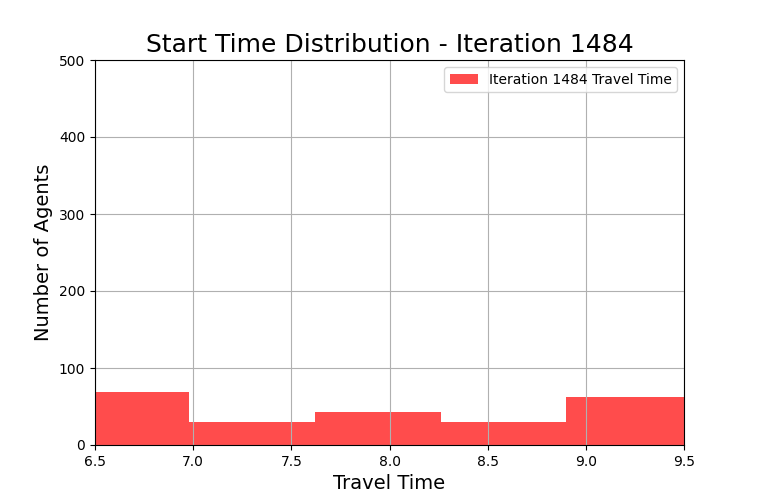 Start Time Distribution - Iteration 1484
500
400
300
200
100
0
Number of Agents
Iteration 1484 Travel Time
6.5 7.0 7.5 8.0 8.5 9.0 9.5
Travel Time